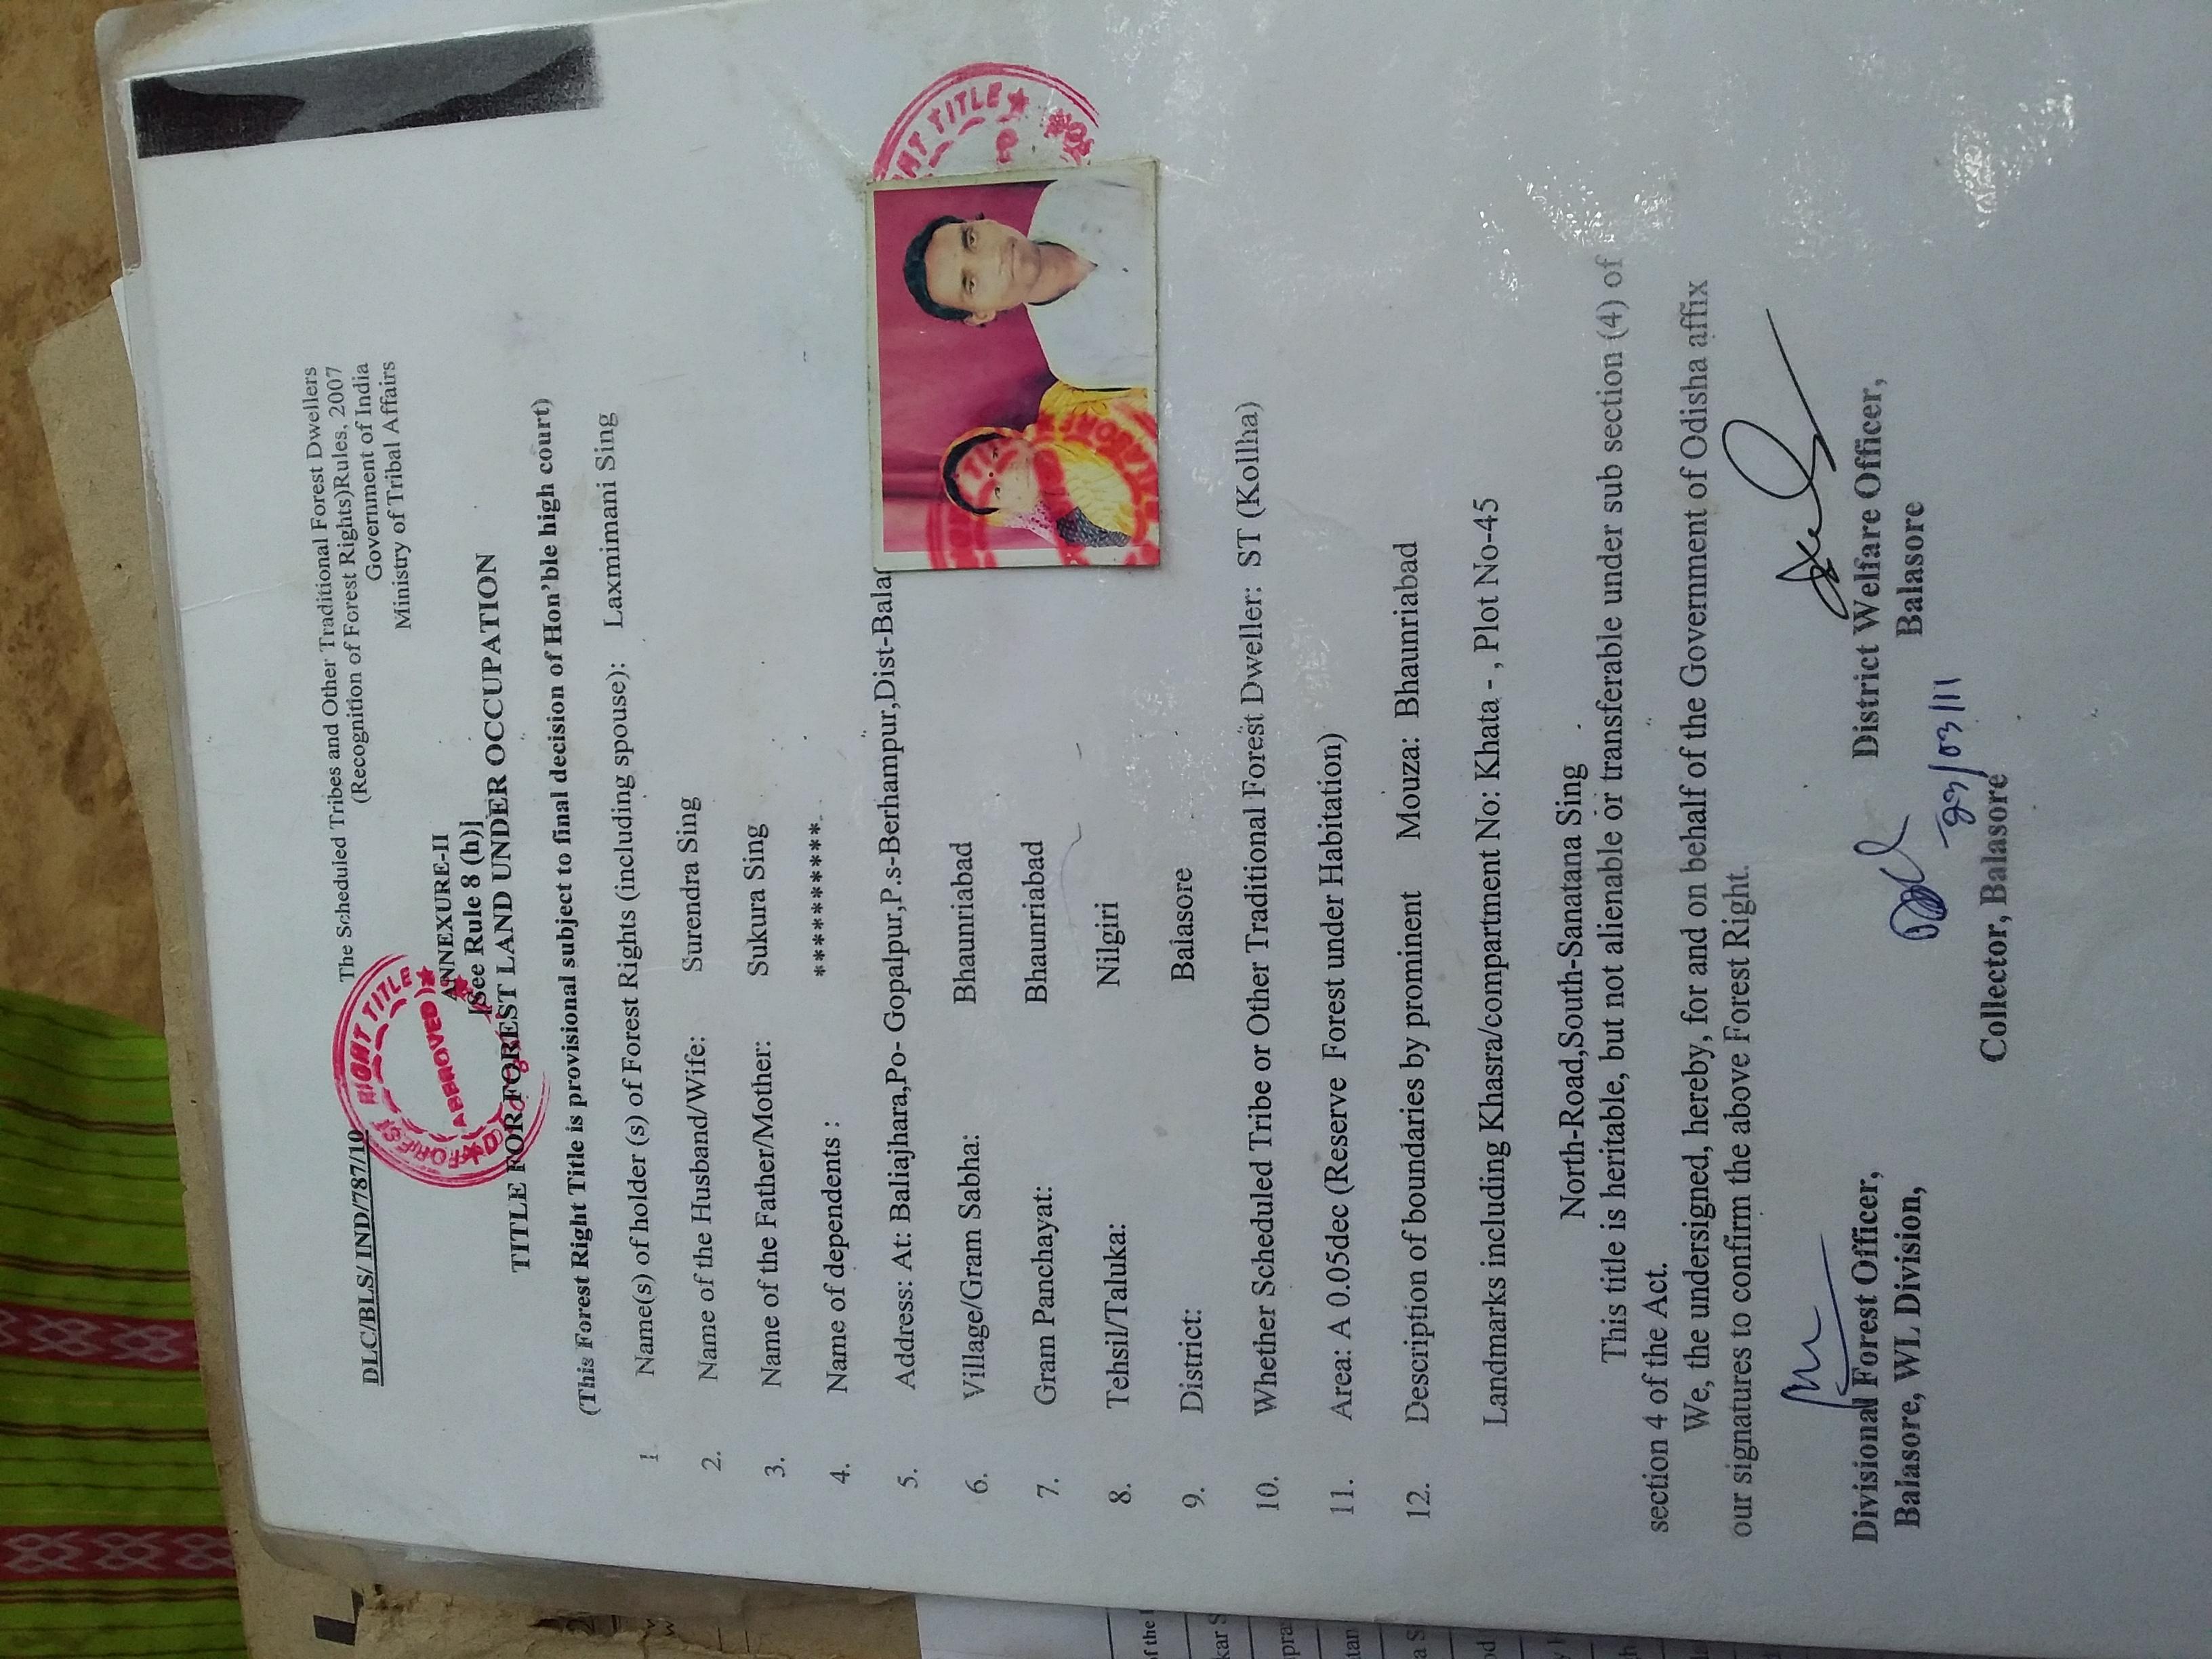 DLC/BLS/ IND/787/10
The Scheduled Tribes and Other Traditional Forest Dwellers
(Recognition of Forest Rights)Rules, 2007
Government of India
Ministry of Tribal Affairs
FOREST RIGHT TITLE
APPROVED
ANNEXURE-II
[See Rule 8 (h)]
TITLE FOR FOREST LAND UNDER OCCUPATION
(This Forest Right Title is provisional subject to final decision of Hon'ble high court)
1 Name(s) of holder (s) of Forest Rights (including spouse): Laxmimani Sing
2. Name of the Husband/Wife: Surendra Sing
3. Name of the Father/Mother: Sukura Sing
4. Name of dependents : **********
5. Address: At: Baliajhara,Po- Gopalpur,P.s-Berhampur,Dist-Bala
6. Village/Gram Sabha: Bhaunriabad
7. Gram Panchayat: Bhaunriabad
8. Tehsil/Taluka: Nilgiri
9. District: Balasore
TITLE
10. Whether Scheduled Tribe or Other Traditional Forest Dweller: ST (Kollha)
11. Area: A 0.05dec (Reserve Forest under Habitation)
12. Description of boundaries by prominent Mouza: Bhaunriabad
Landmarks including Khasra/compartment No: Khata - , Plot No-45
North-Road,South-Sanatana Sing
This title is heritable, but not alienable or transferable under sub section (4) of
section 4 of the Act.
We, the undersigned, hereby, for and on behalf of the Government of Odisha affix
our signatures to confirm the above Forest Right.
Divisional Forest Officer,
Balasore, WL Division,
23/03/11
Collector, Balasore
District Welfare Officer,
Balasore